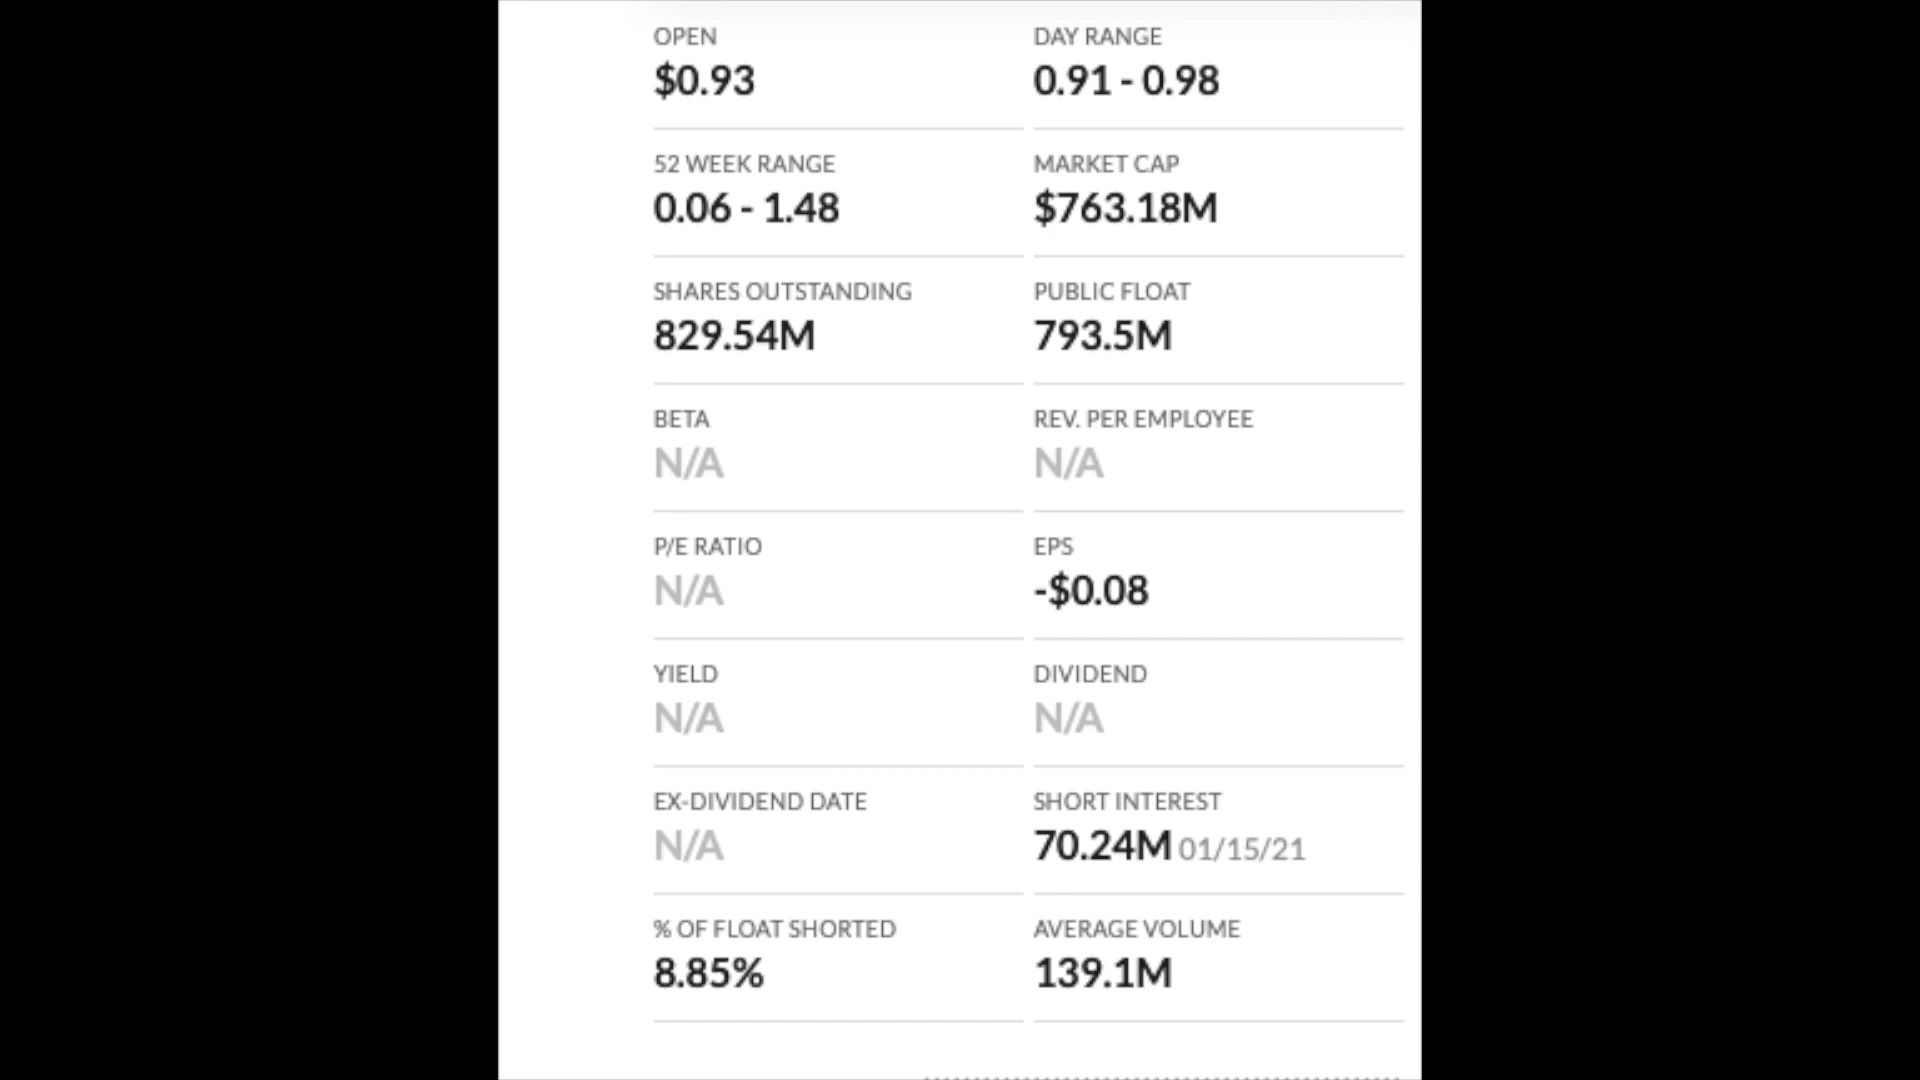 OPEN
DAY RANGE
$0.93
0.91 - 0.98
52 WEEK RANGE
MARKET CAP
0.06 - 1.48
$763.18M
SHARES OUTSTANDING
PUBLIC FLOAT
829.54M
793.5M
BETA
REV. PER EMPLOYEE
N/A
N/A
P/E RATIO
EPS
N/A
-$0.08
YIELD
DIVIDEND
N/A
N/A
EX-DIVIDEND DATE
SHORT INTEREST
N/A
70.24M 01/15/21
% OF FLOAT SHORTED
AVERAGE VOLUME
8.85%
139.1M